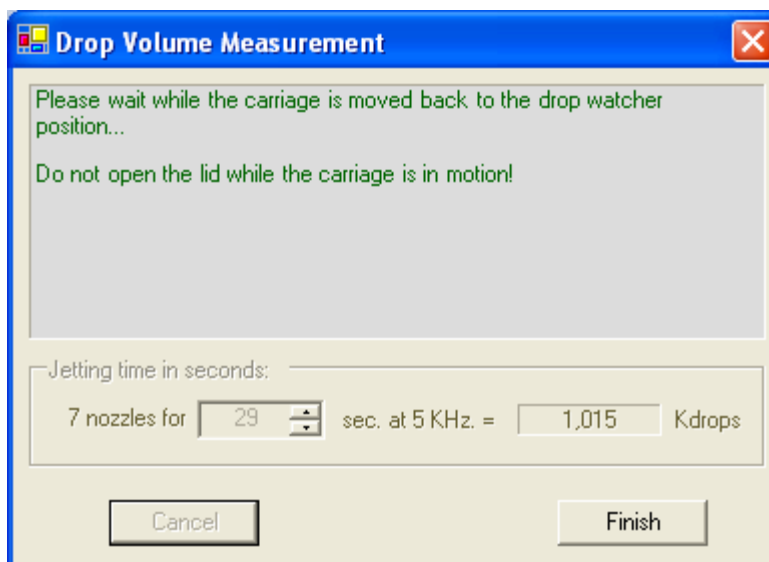 Drop Volume Measurement
Please wait while the carriage is moved back to the drop watcher
position...
Do not open the lid while the carriage is in motion!
Jetting time in seconds:
7 nozzles for 29 sec. at 5 KHz. = 1,015 Kdrops
Cancel Finish